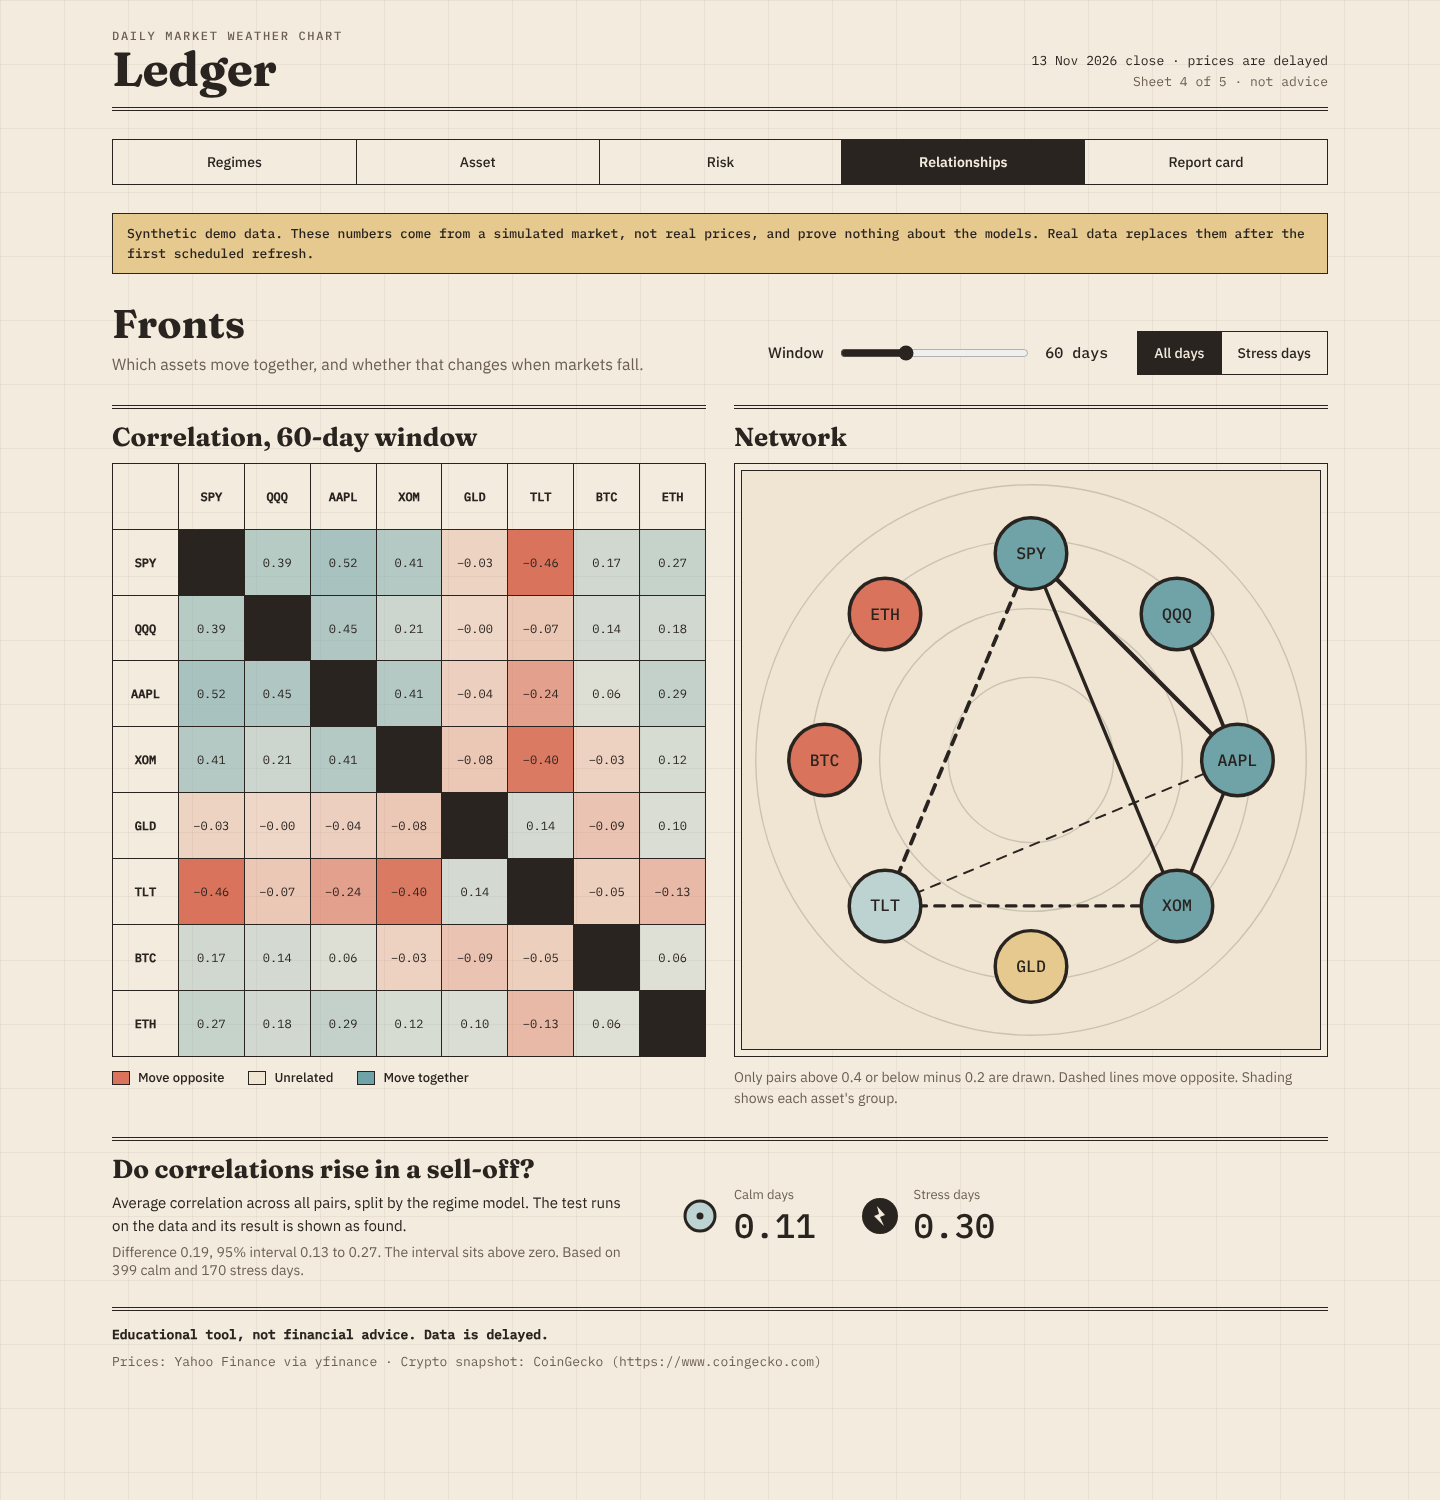 DAILY MARKET WEATHER CHART
Ledger
13 Nov 2026 close · prices are delayed
Sheet 4 of 5 · not advice
Regimes
Asset
Risk
Relationships
Report card
Synthetic demo data. These numbers come from a simulated market, not real prices, and prove nothing about the models. Real data replaces them after the
first scheduled refresh.
Fronts
Which assets move together, and whether that changes when markets fall.
Window
60 days
All days
Stress days
Correlation, 60-day window
SPY QQQ AAPL XOM GLD TLT BTC ETH
SPY 0.39 0.52 0.41 −0.03 −0.46 0.17 0.27
QQQ 0.39 0.45 0.21 −0.00 −0.07 0.14 0.18
AAPL 0.52 0.45 0.41 −0.04 −0.24 0.06 0.29
XOM 0.41 0.21 0.41 −0.08 −0.40 −0.03 0.12
GLD −0.03 −0.00 −0.04 −0.08 0.14 −0.09 0.10
TLT −0.46 −0.07 −0.24 −0.40 0.14 −0.05 −0.13
BTC 0.17 0.14 0.06 −0.03 −0.09 −0.05 0.06
ETH 0.27 0.18 0.29 0.12 0.10 −0.13 0.06
Move opposite
Unrelated
Move together
Network
SPY
ETH
QQQ
BTC
AAPL
TLT
XOM
GLD
Only pairs above 0.4 or below minus 0.2 are drawn. Dashed lines move opposite. Shading
shows each asset's group.
Do correlations rise in a sell-off?
Average correlation across all pairs, split by the regime model. The test runs
on the data and its result is shown as found.
Difference 0.19, 95% interval 0.13 to 0.27. The interval sits above zero. Based on
399 calm and 170 stress days.
Calm days
0.11
Stress days
0.30
Educational tool, not financial advice. Data is delayed.
Prices: Yahoo Finance via yfinance · Crypto snapshot: CoinGecko (https://www.coingecko.com)